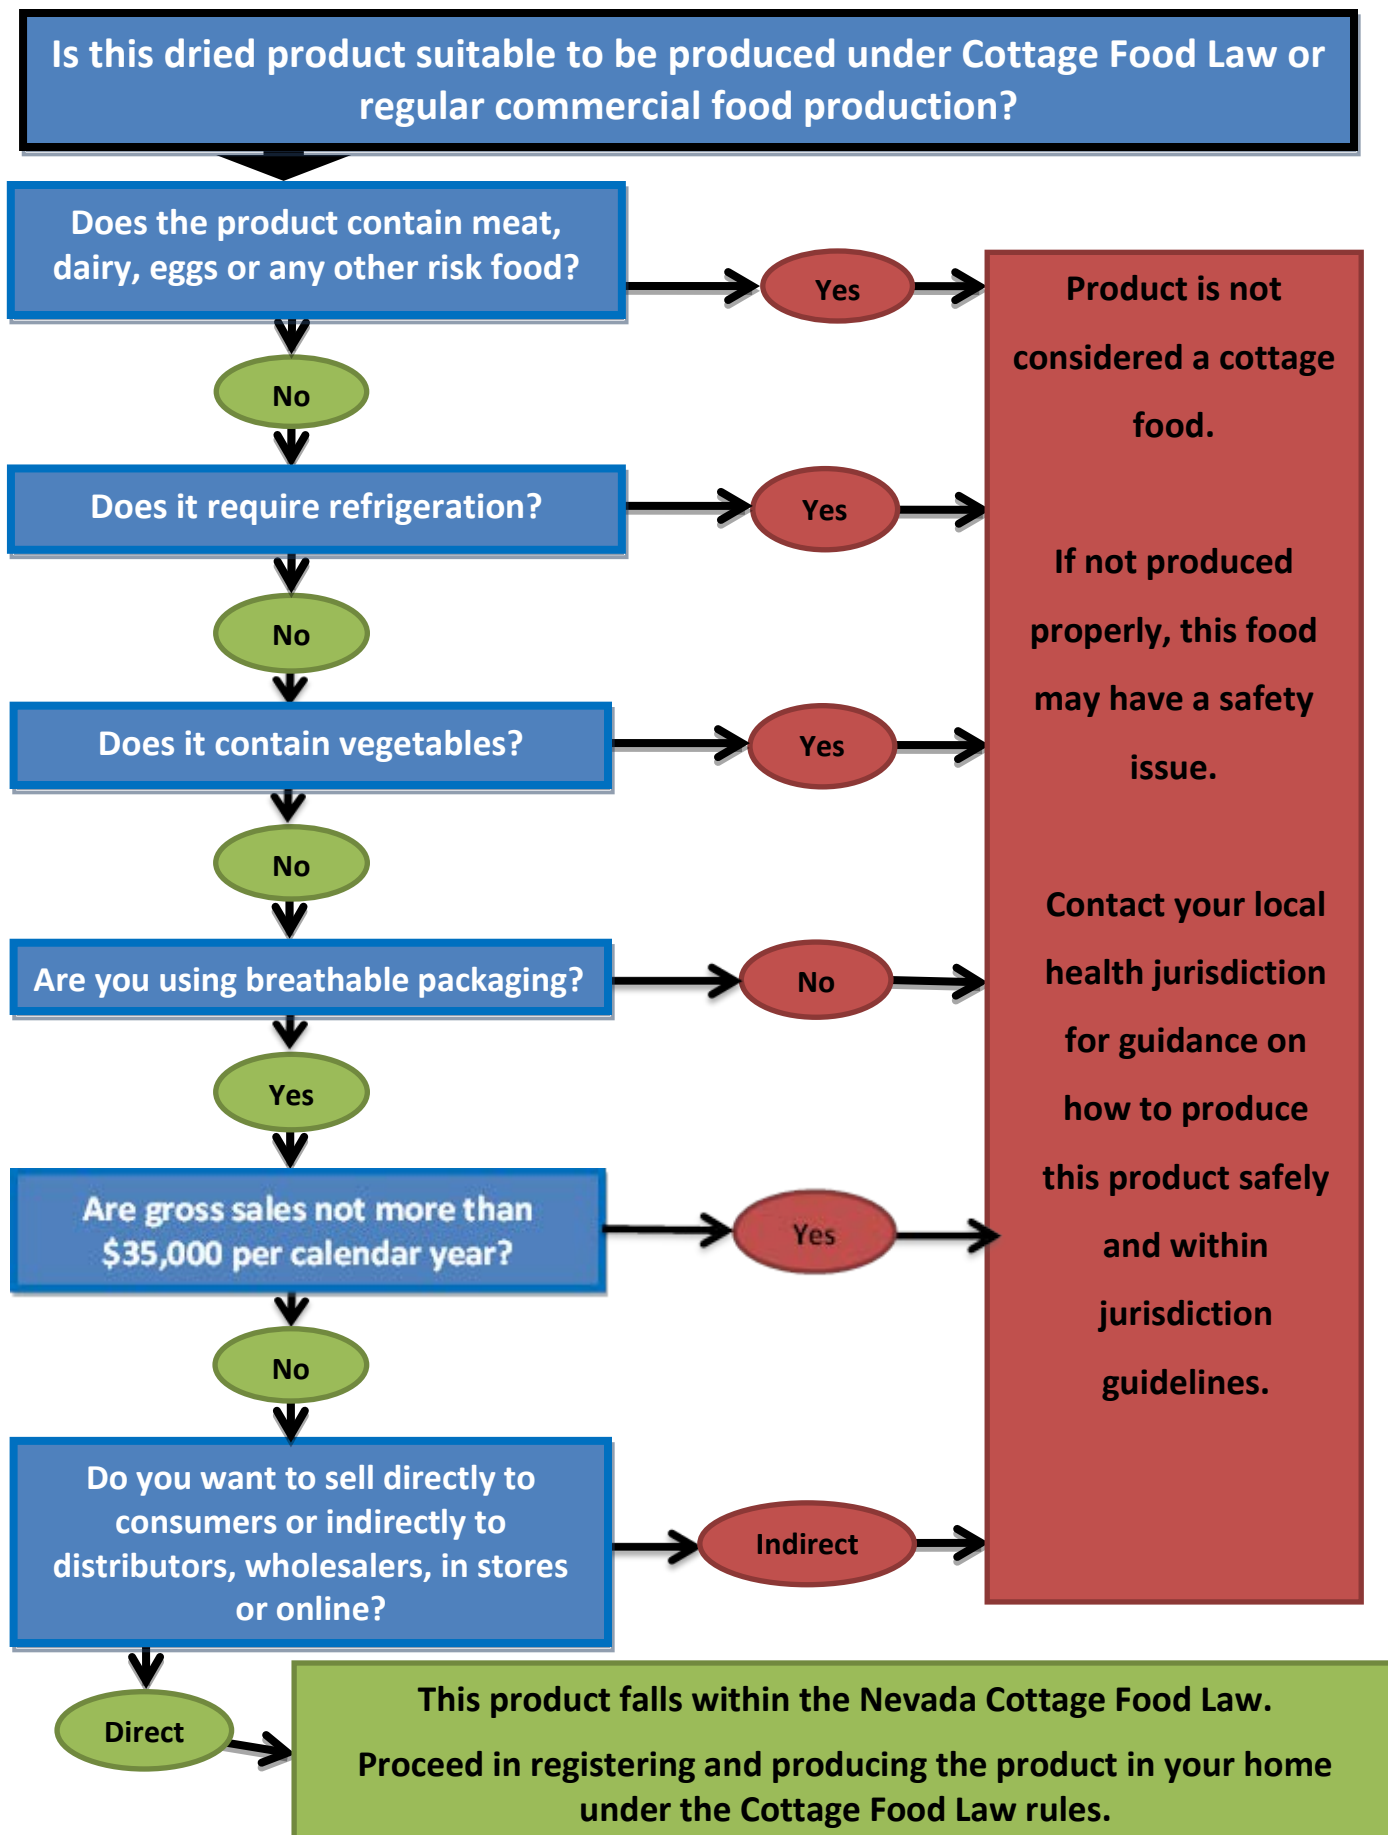 Is this dried product suitable to be produced under Cottage Food Law or
regular commercial food production?
Does the product contain meat,
dairy, eggs or any other risk food?
Yes
No
Does it require refrigeration?
Yes
No
Does it contain vegetables?
Yes
No
Are you using breathable packaging?
No
Yes
Are gross sales not more than
$35,000 per calendar year?
Yes
No
Do you want to sell directly to
consumers or indirectly to
distributors, wholesalers, in stores
or online?
Indirect
Direct
Product is not
considered a cottage
food.
If not produced
properly, this food
may have a safety
issue.
Contact your local
health jurisdiction
for guidance on
how to produce
this product safely
and within
jurisdiction
guidelines.
This product falls within the Nevada Cottage Food Law.
Proceed in registering and producing the product in your home
under the Cottage Food Law rules.